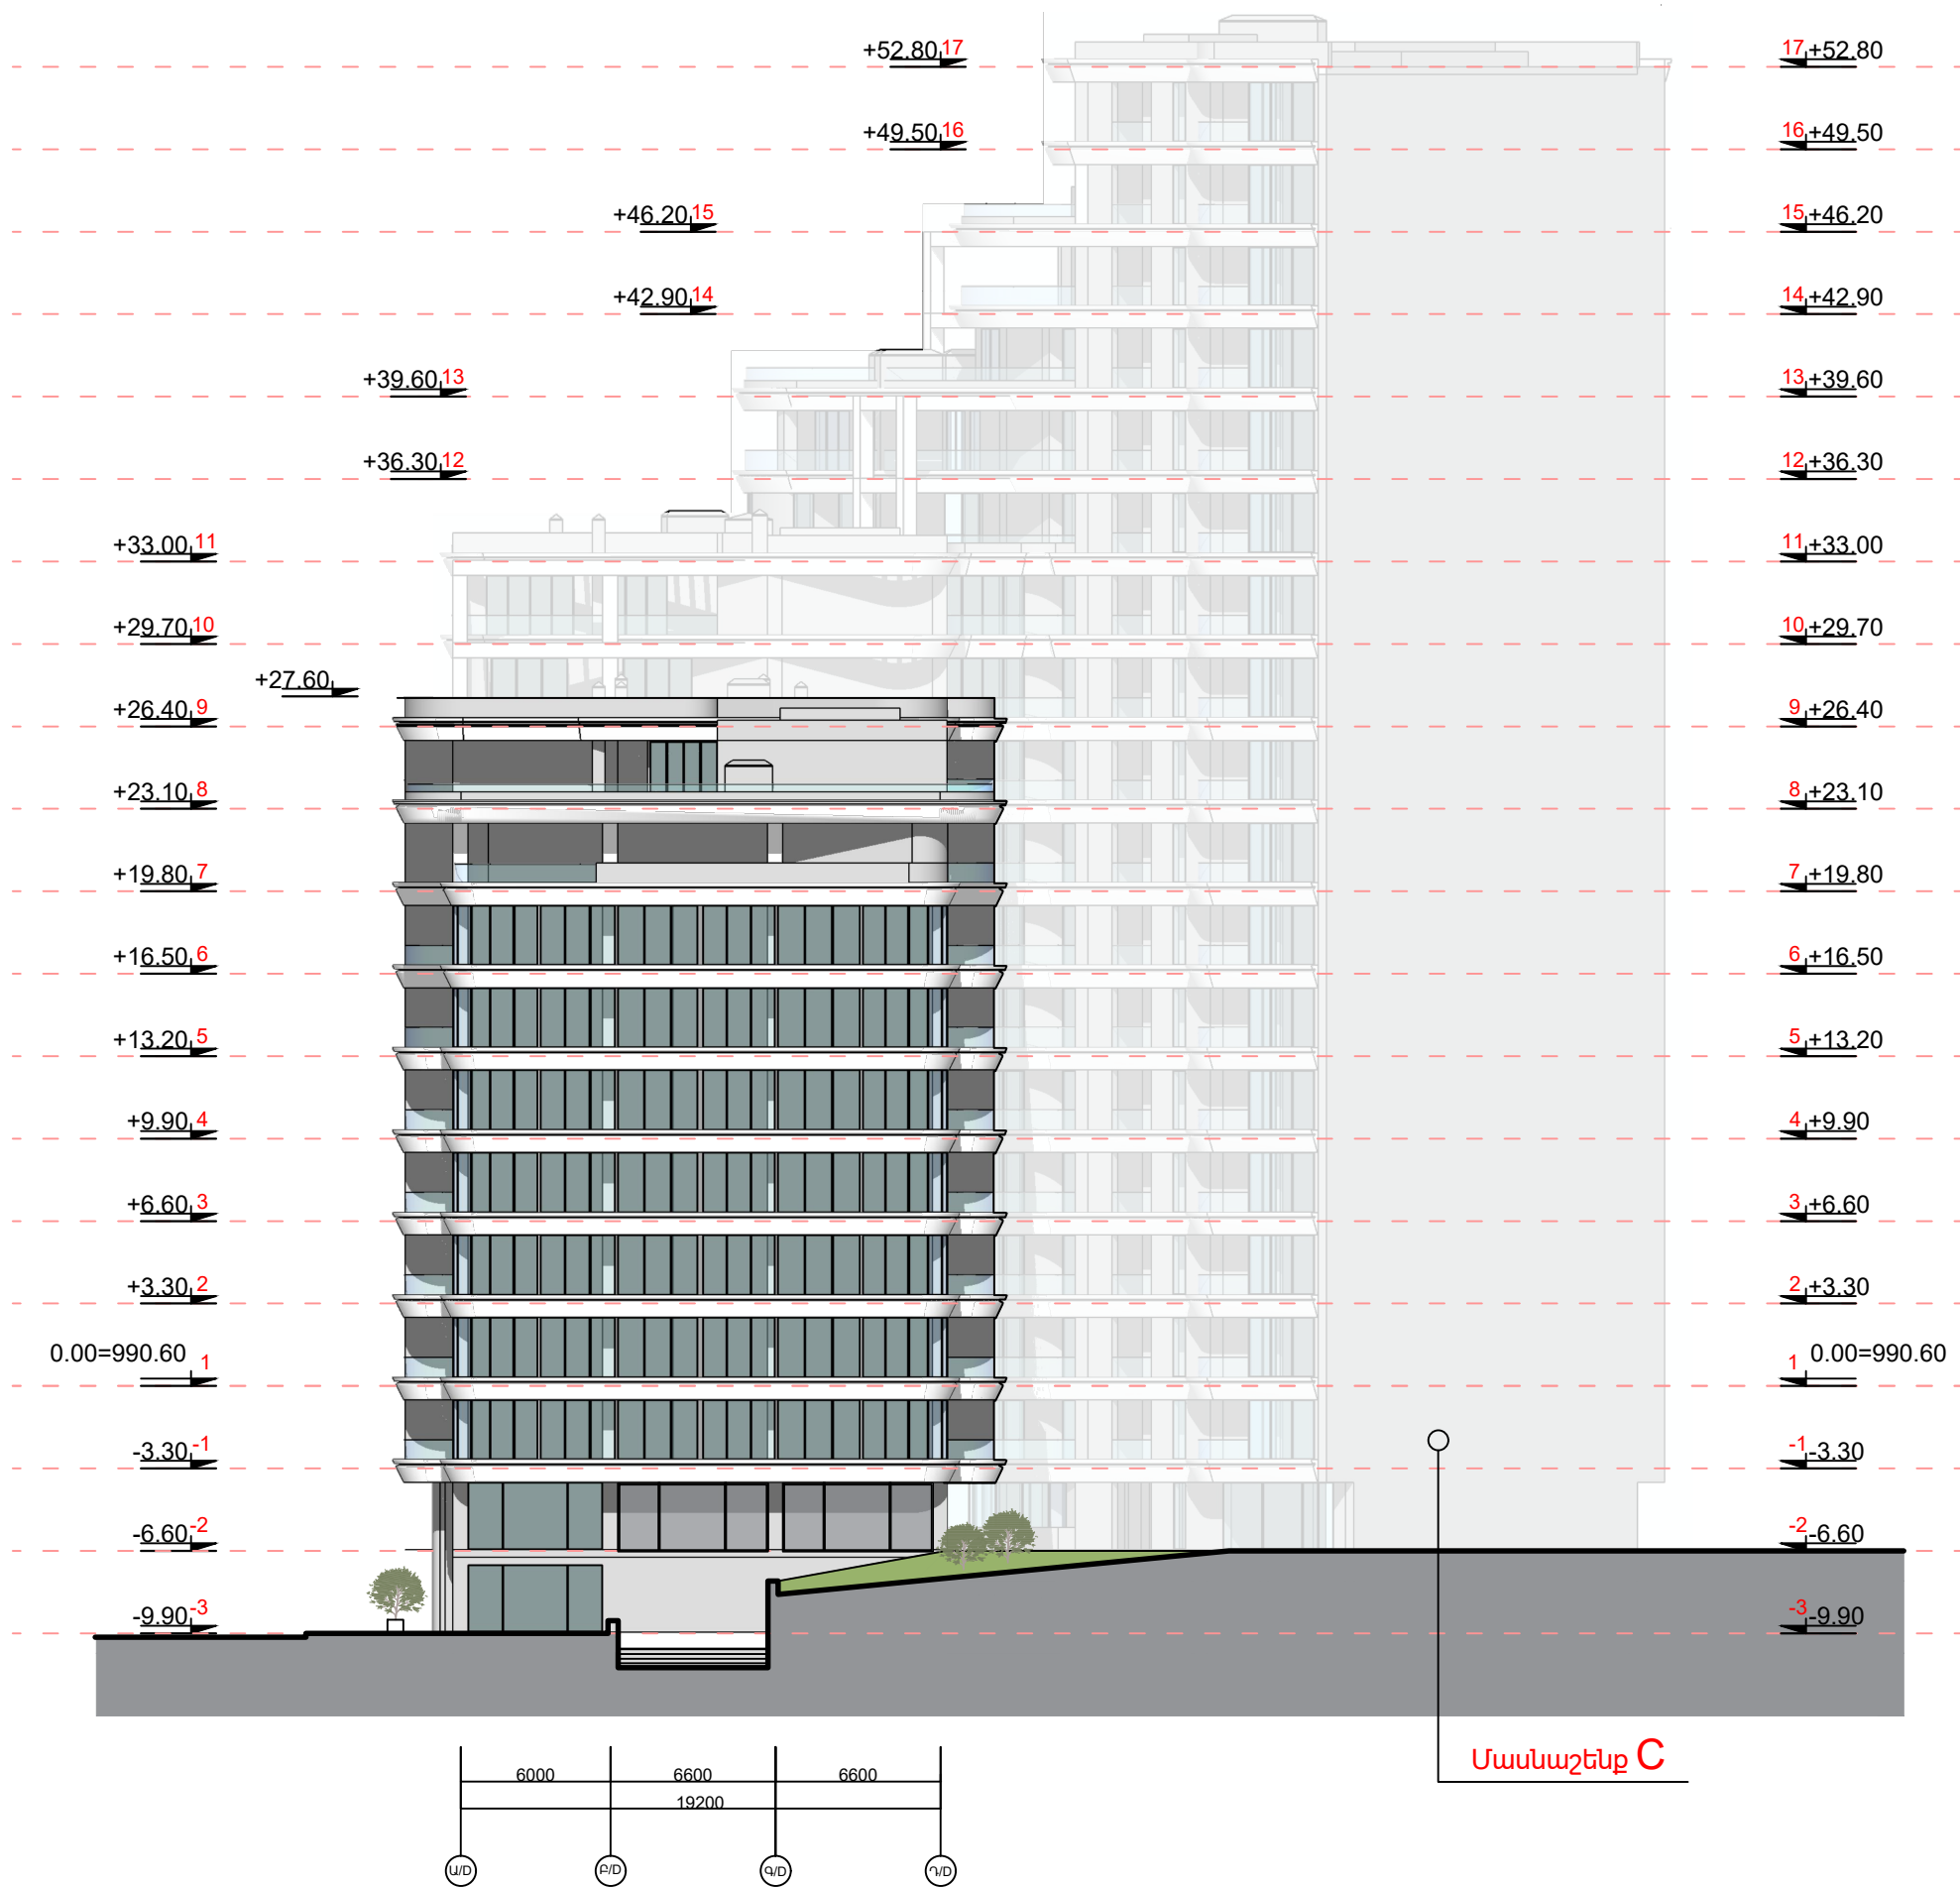 +52.80 17 17 +52.80
+49.50 16 16 +49.50
+46.20 15 15 +46.20
+42.90 14 14 +42.90
+39.60 13 13 +39.60
+36.30 12 12 +36.30
+33.00 11 11 +33.00
+29.70 10 10 +29.70
+27.60
+26.40 9 9 +26.40
+23.10 8 8 +23.10
+19.80 7 7 +19.80
+16.50 6 6 +16.50
+13.20 5 5 +13.20
+9.90 4 4 +9.90
+6.60 3 3 +6.60
+3.30 2 2 +3.30
0.00=990.60 1 1 0.00=990.60
-3.30 -1 -1 -3.30
-6.60 -2 -2 -6.60
-9.90 -3 -3 -9.90
Մասնաշենք C
6000 6600 6600
19200
Ա/D Բ/D Գ/D Դ/D